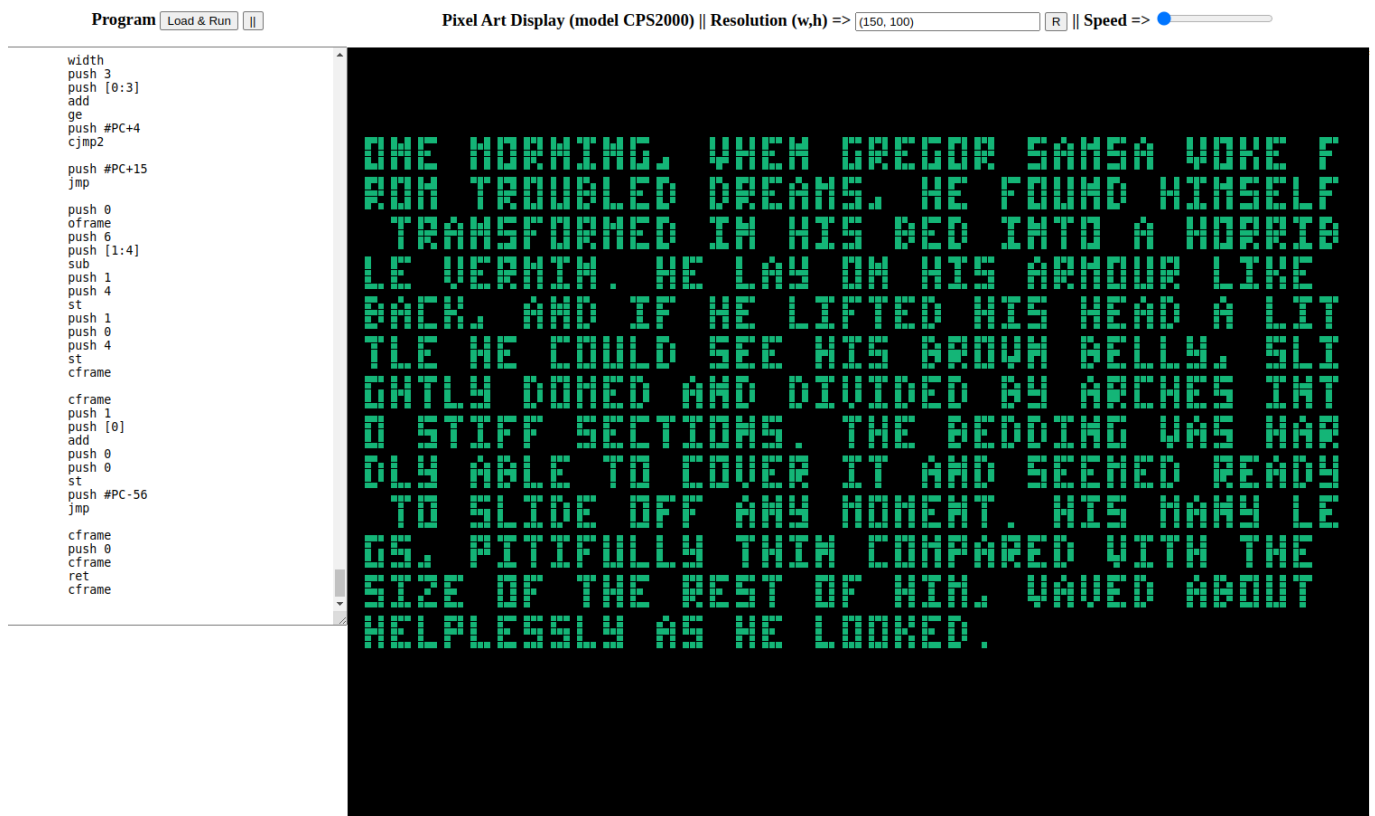 Program Load & Run || Pixel Art Display (model CPS2000) || Resolution (w,h) => (150, 100) R || Speed =>
width
push 3
push [0:3]
add
ge
push #PC+4
cjmp2
push #PC+15
jmp
push 0
oframe
push 6
push [1:4]
sub
push 1
push 4
st
push 1
push 0
push 4
st
cframe
cframe
push 1
push [0]
add
push 0
push 0
st
push #PC-56
jmp
cframe
push 0
cframe
ret
cframe
ONE MORNING, WHEN GREGOR SAMSA WOKE F
ROM TROUBLED DREAMS, HE FOUND HIMSELF
TRANSFORMED IN HIS BED INTO A HORRIB
LE VERMIN. HE LAY ON HIS ARMOUR LIKE
BACK, AND IF HE LIFTED HIS HEAD A LIT
TLE HE COULD SEE HIS BROWN BELLY, SLI
GHTLY DOMED AND DIVIDED BY ARCHES INT
O STIFF SECTIONS. THE BEDDING WAS HAR
DLY ABLE TO COVER IT AND SEEMED READY
TO SLIDE OFF ANY MOMENT. HIS MANY LE
GS, PITIFULLY THIN COMPARED WITH THE
SIZE OF THE REST OF HIM, WAVED ABOUT
HELPLESSLY AS HE LOOKED.